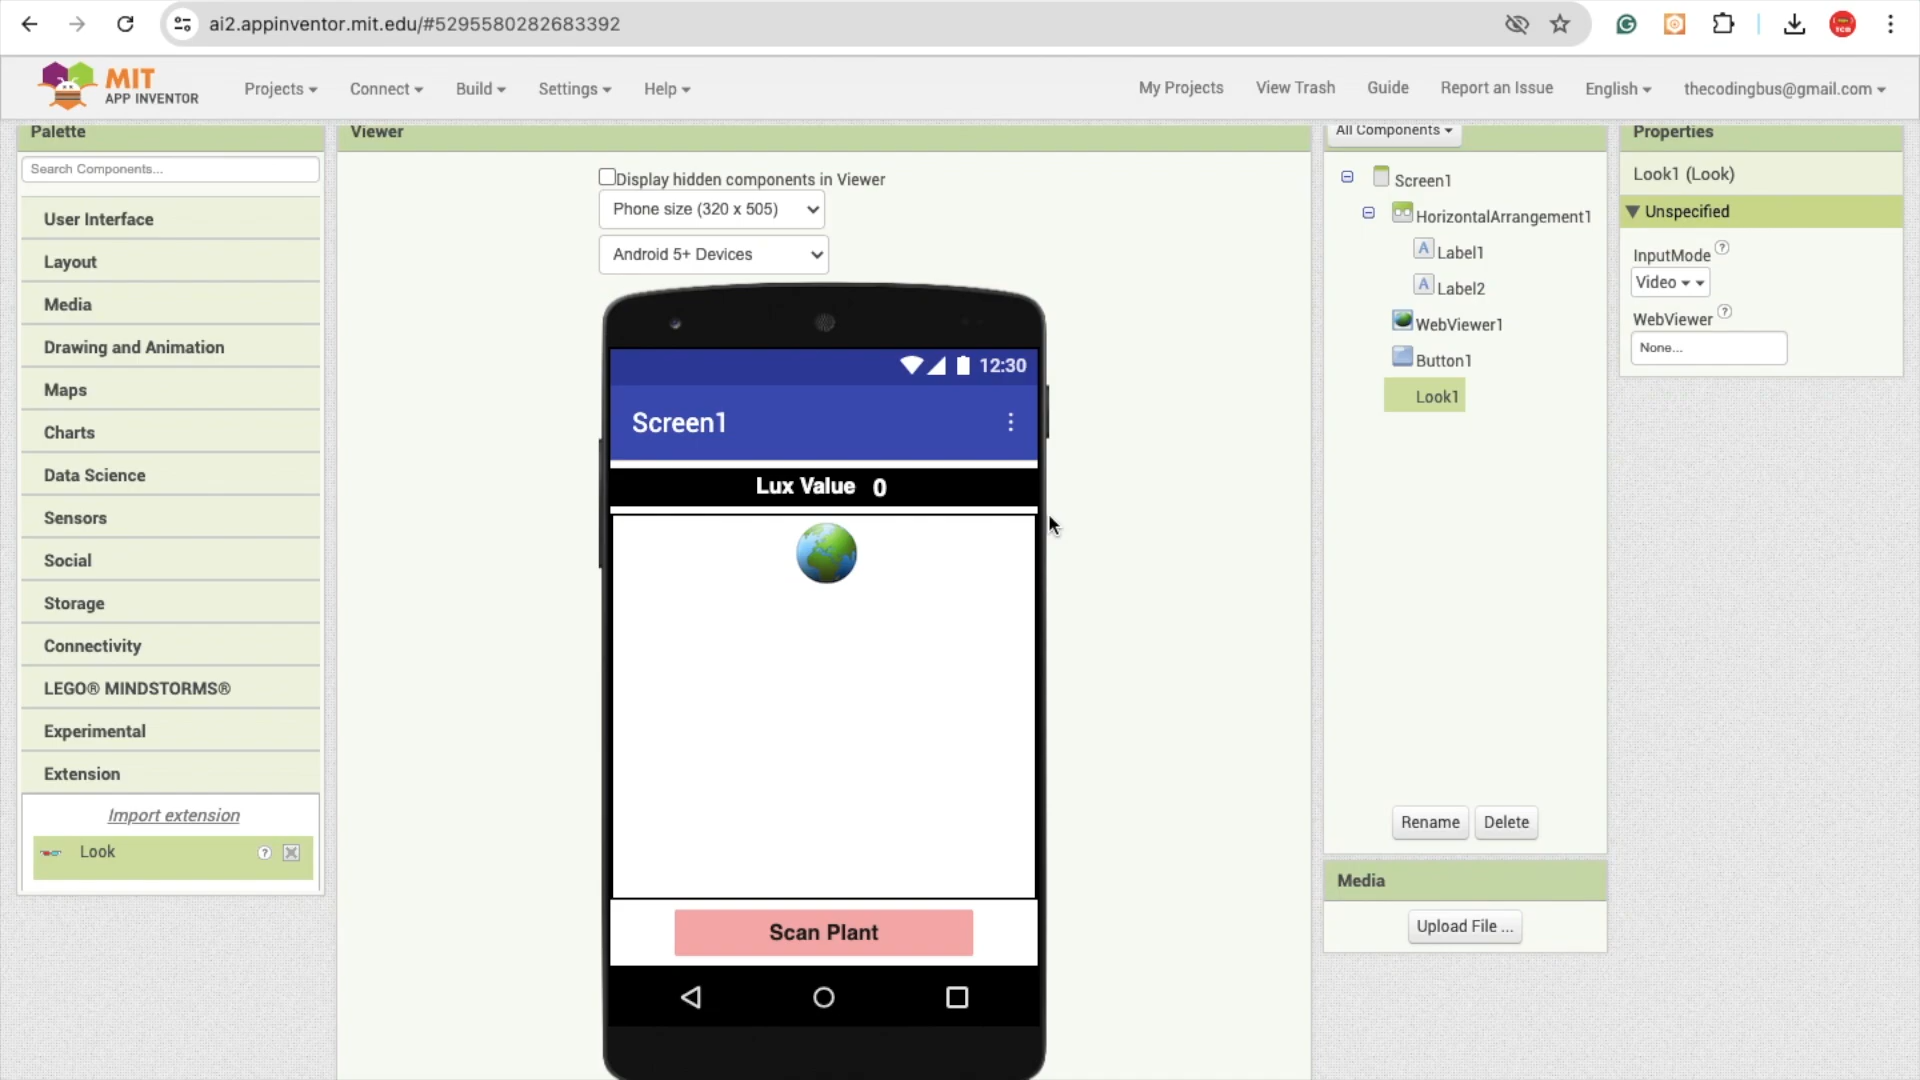 ai2.appinventor.mit.edu/#5295580282683392
MIT
APP INVENTOR
Projects
Connect
Build
Settings
Help
My Projects
View Trash
Guide
Report an Issue
English
thecodingbus@gmail.com
Palette
Search Components...
User Interface
Layout
Media
Drawing and Animation
Maps
Charts
Data Science
Sensors
Social
Storage
Connectivity
LEGO® MINDSTORMS®
Experimental
Extension
Import extension
Look
?
Viewer
Display hidden components in Viewer
Phone size (320 x 505)
Android 5+ Devices
12:30
Screen1
Lux Value 0
Scan Plant
All Components
Screen1
HorizontalArrangement1
A Label1
A Label2
WebViewer1
Button1
Look1
Rename
Delete
Media
Upload File ...
Properties
Look1 (Look)
Unspecified
InputMode ?
Video
WebViewer ?
None...